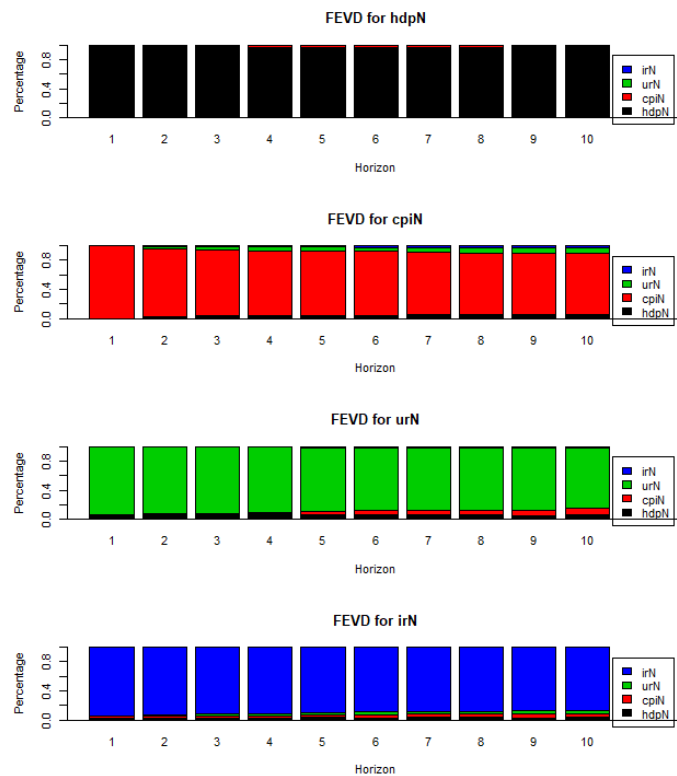 FEVD for hdpN
Percentage
0.0 0.4 0.8
irN
urN
cpiN
hdpN
1 2 3 4 5 6 7 8 9 10
Horizon
FEVD for cpiN
Percentage
0.0 0.4 0.8
irN
urN
cpiN
hdpN
1 2 3 4 5 6 7 8 9 10
Horizon
FEVD for urN
Percentage
0.0 0.4 0.8
irN
urN
cpiN
hdpN
1 2 3 4 5 6 7 8 9 10
Horizon
FEVD for irN
Percentage
0.0 0.4 0.8
irN
urN
cpiN
hdpN
1 2 3 4 5 6 7 8 9 10
Horizon